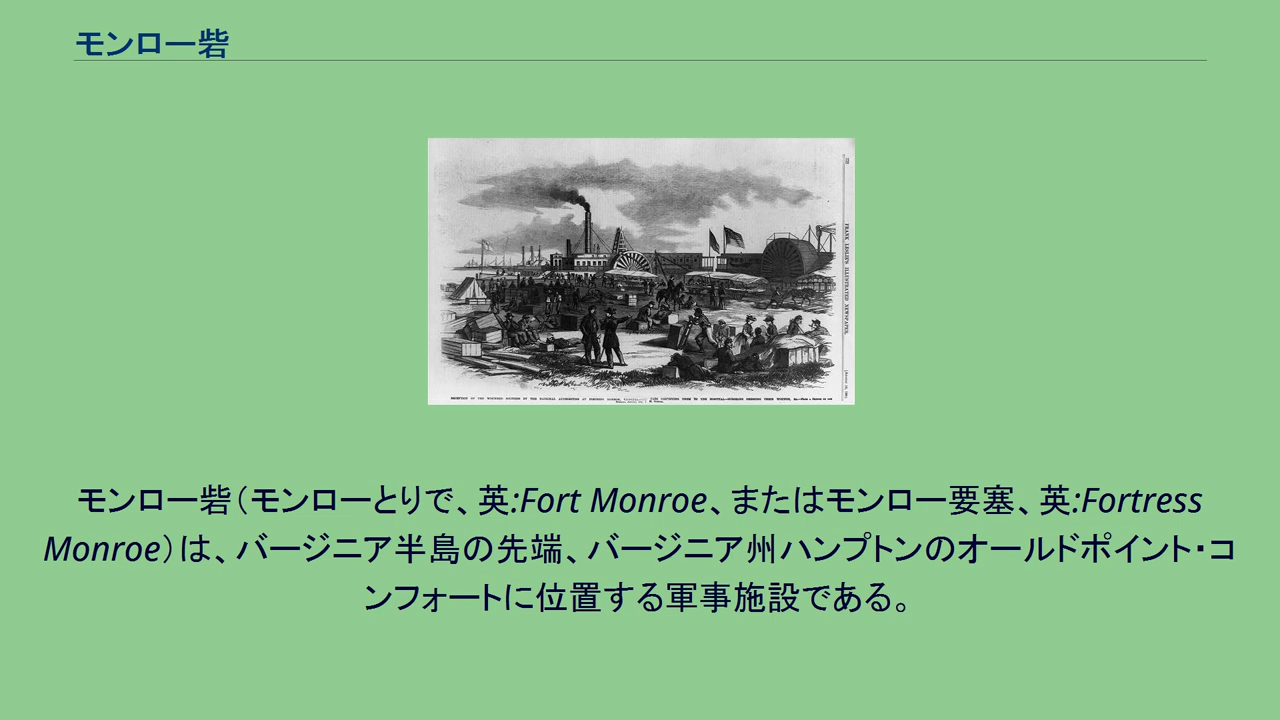 モンロー砦
FRANK LESLIE'S ILLUSTRATED NEWSPAPER.
モンロー砦（モンローとりで、英:Fort Monroe、またはモンロー要塞、英:Fortress
Monroe）は、バージニア半島の先端、バージニア州ハンプトンのオールドポイント・コ
ンフォートに位置する軍事施設である。